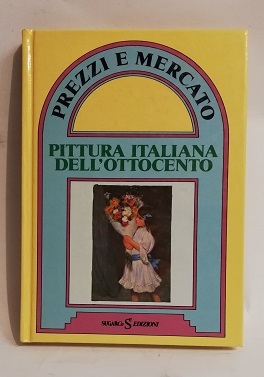 PREZZI E MERCATO
PITTURA ITALIANA
DELL'OTTOCENTO
SUGARCo S EDIZIONI